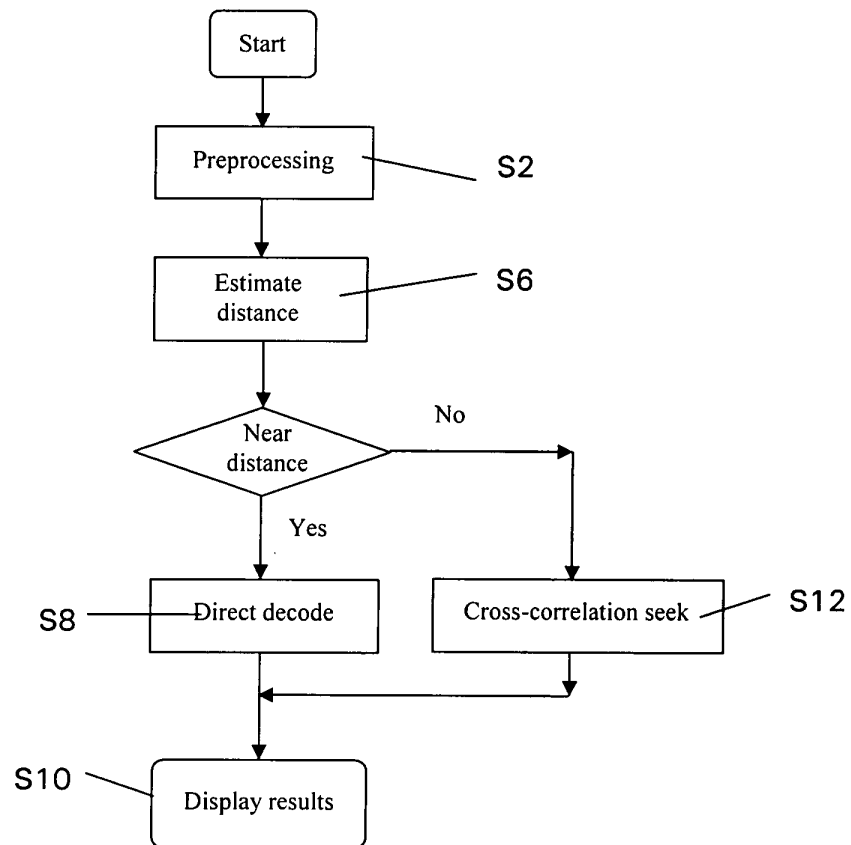 Start
Preprocessing
S2
Estimate
distance
S6
Near
distance
No
Yes
S8
Direct decode
Cross-correlation seek
S12
S10
Display results